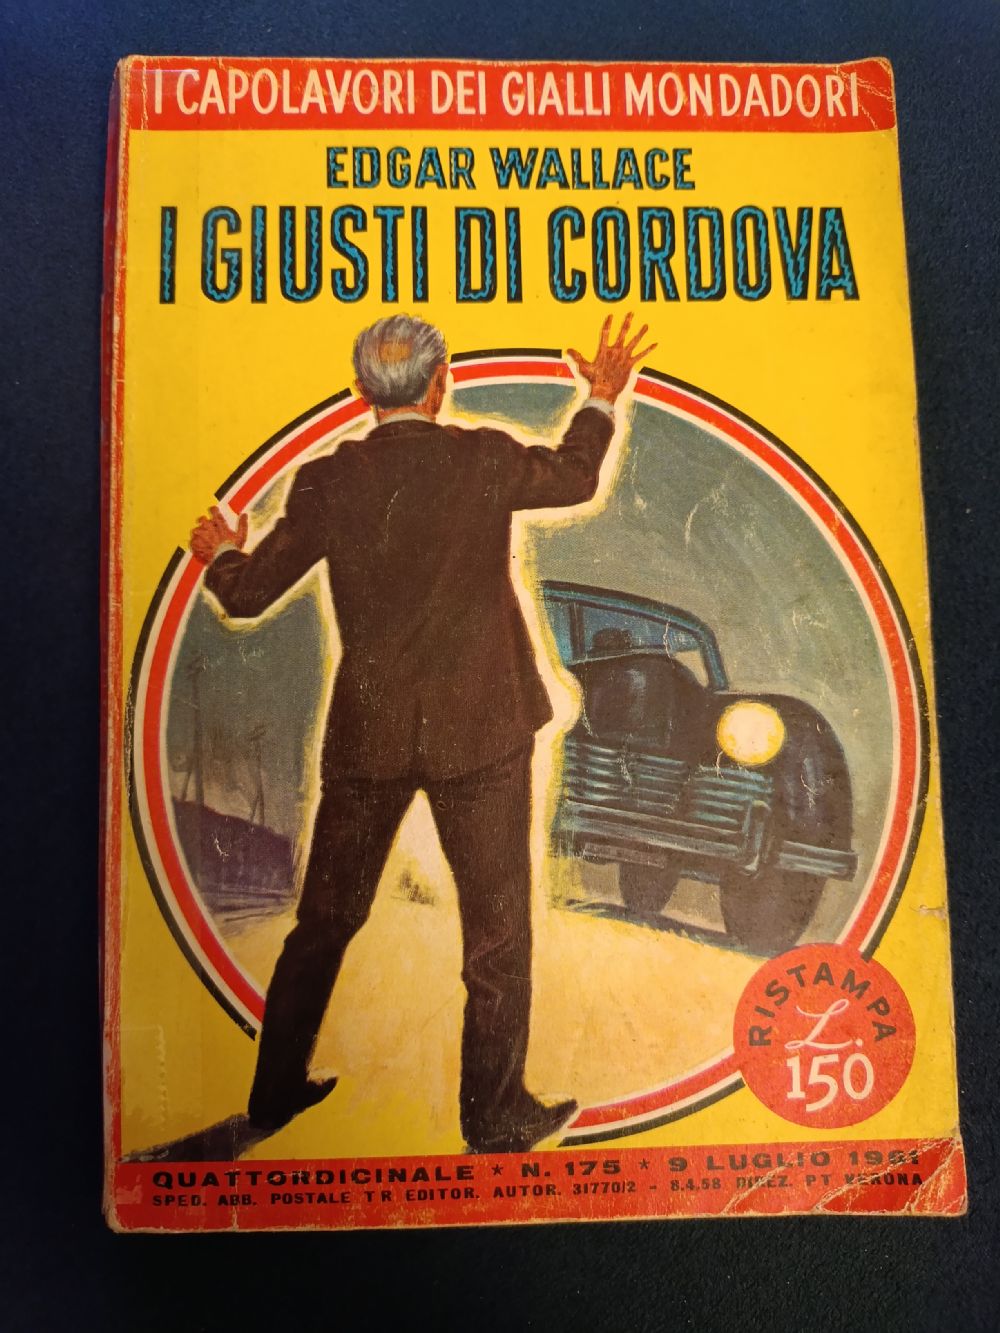 I CAPOLAVORI DEI GIALLI MONDADORI
EDGAR WALLACE
I GIUSTI DI CORDOVA
RISTAMPA
L.
150
QUATTORDICINALE * N. 175 * 9 LUGLIO 1961
SPED. ABB. POSTALE TR EDITOR. AUTOR. 31770/2 - 8.4.58 DIREZ. PT VERONA